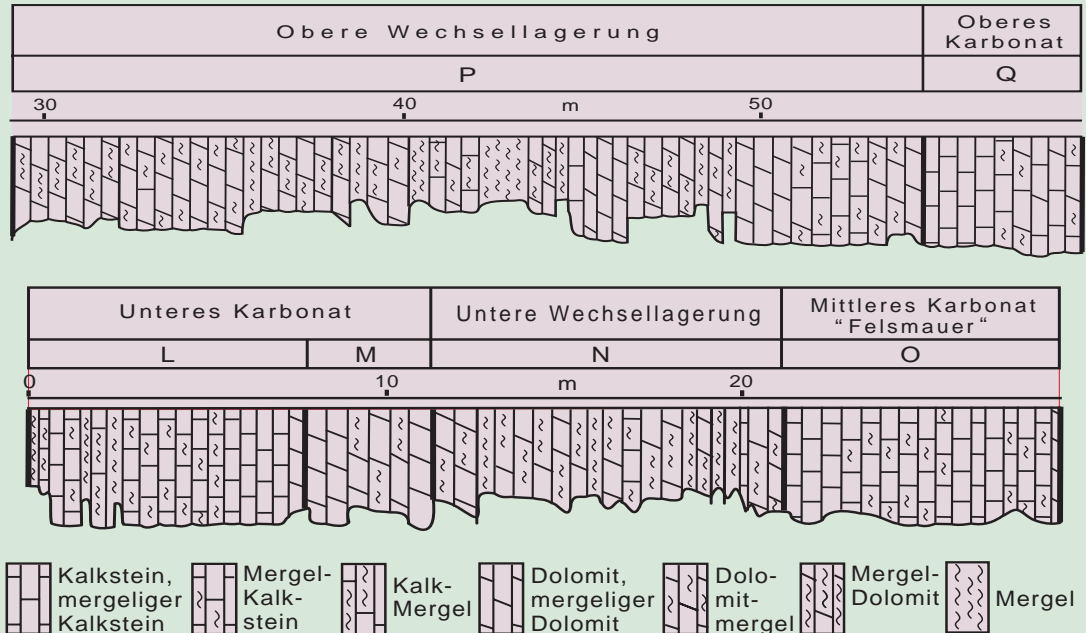 Obere Wechsellagerung
Oberes
Karbonat
P
Q
30 40 m 50
Unteres Karbonat
Untere Wechsellagerung
Mittleres Karbonat
“Felsmauer“
L
M
N
O
0 10 m 20
Kalkstein,
mergeliger
Kalkstein
Mergel-
Kalk-
stein
Kalk-
Mergel
Dolomit,
mergeliger
Dolomit
Dolo-
mit-
mergel
Mergel-
Dolomit
Mergel